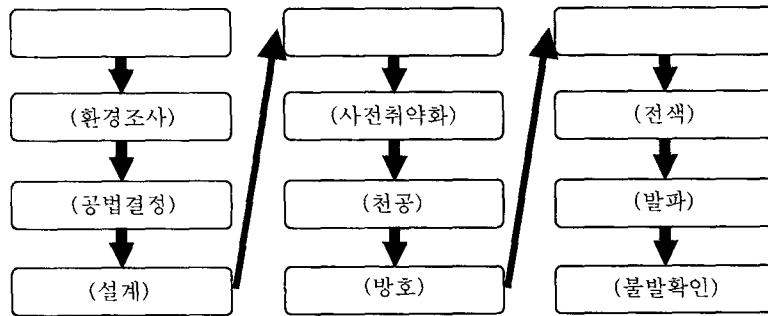 (환경조사)
(공법결정)
(설계)
(사전취약화)
(천공)
(방호)
(전색)
(발파)
(불발확인)